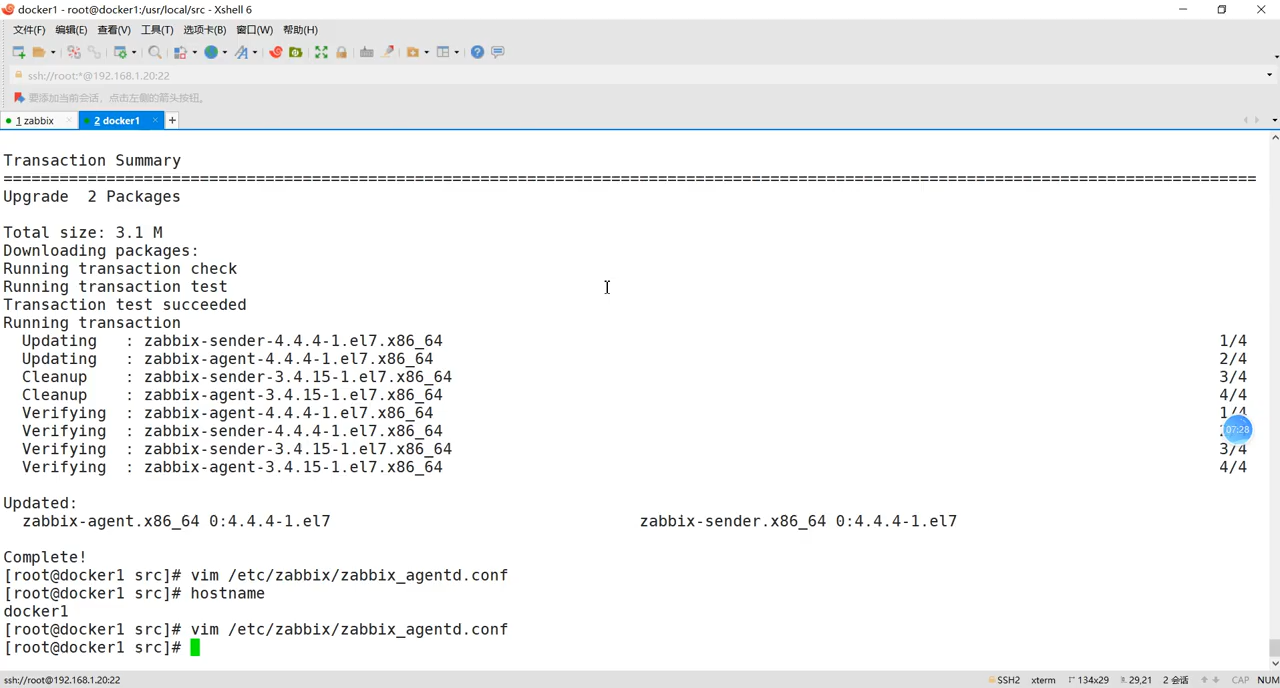 docker1 - root@docker1:/usr/local/src - Xshell 6
文件(F) 编辑(E) 查看(V) 工具(T) 选项卡(B) 窗口(W) 帮助(H)
ssh://root:*@192.168.1.20:22
要添加当前会话，点击左侧的箭头按钮。
1 zabbix × 2 docker1 × +
Transaction Summary
================================================================================
Upgrade  2 Packages
Total size: 3.1 M
Downloading packages:
Running transaction check
Running transaction test
Transaction test succeeded
Running transaction
Updating   : zabbix-sender-4.4.4-1.el7.x86_64 1/4
Updating   : zabbix-agent-4.4.4-1.el7.x86_64 2/4
Cleanup    : zabbix-sender-3.4.15-1.el7.x86_64 3/4
Cleanup    : zabbix-agent-3.4.15-1.el7.x86_64 4/4
Verifying  : zabbix-agent-4.4.4-1.el7.x86_64 1/4
Verifying  : zabbix-sender-4.4.4-1.el7.x86_64 07:28
Verifying  : zabbix-sender-3.4.15-1.el7.x86_64 3/4
Verifying  : zabbix-agent-3.4.15-1.el7.x86_64 4/4
Updated:
zabbix-agent.x86_64 0:4.4.4-1.el7 zabbix-sender.x86_64 0:4.4.4-1.el7
Complete!
[root@docker1 src]# vim /etc/zabbix/zabbix_agentd.conf
[root@docker1 src]# hostname
docker1
[root@docker1 src]# vim /etc/zabbix/zabbix_agentd.conf
[root@docker1 src]#
ssh://root@192.168.1.20:22 SSH2 xterm 134x29 29,21 2 会话 CAP NUM